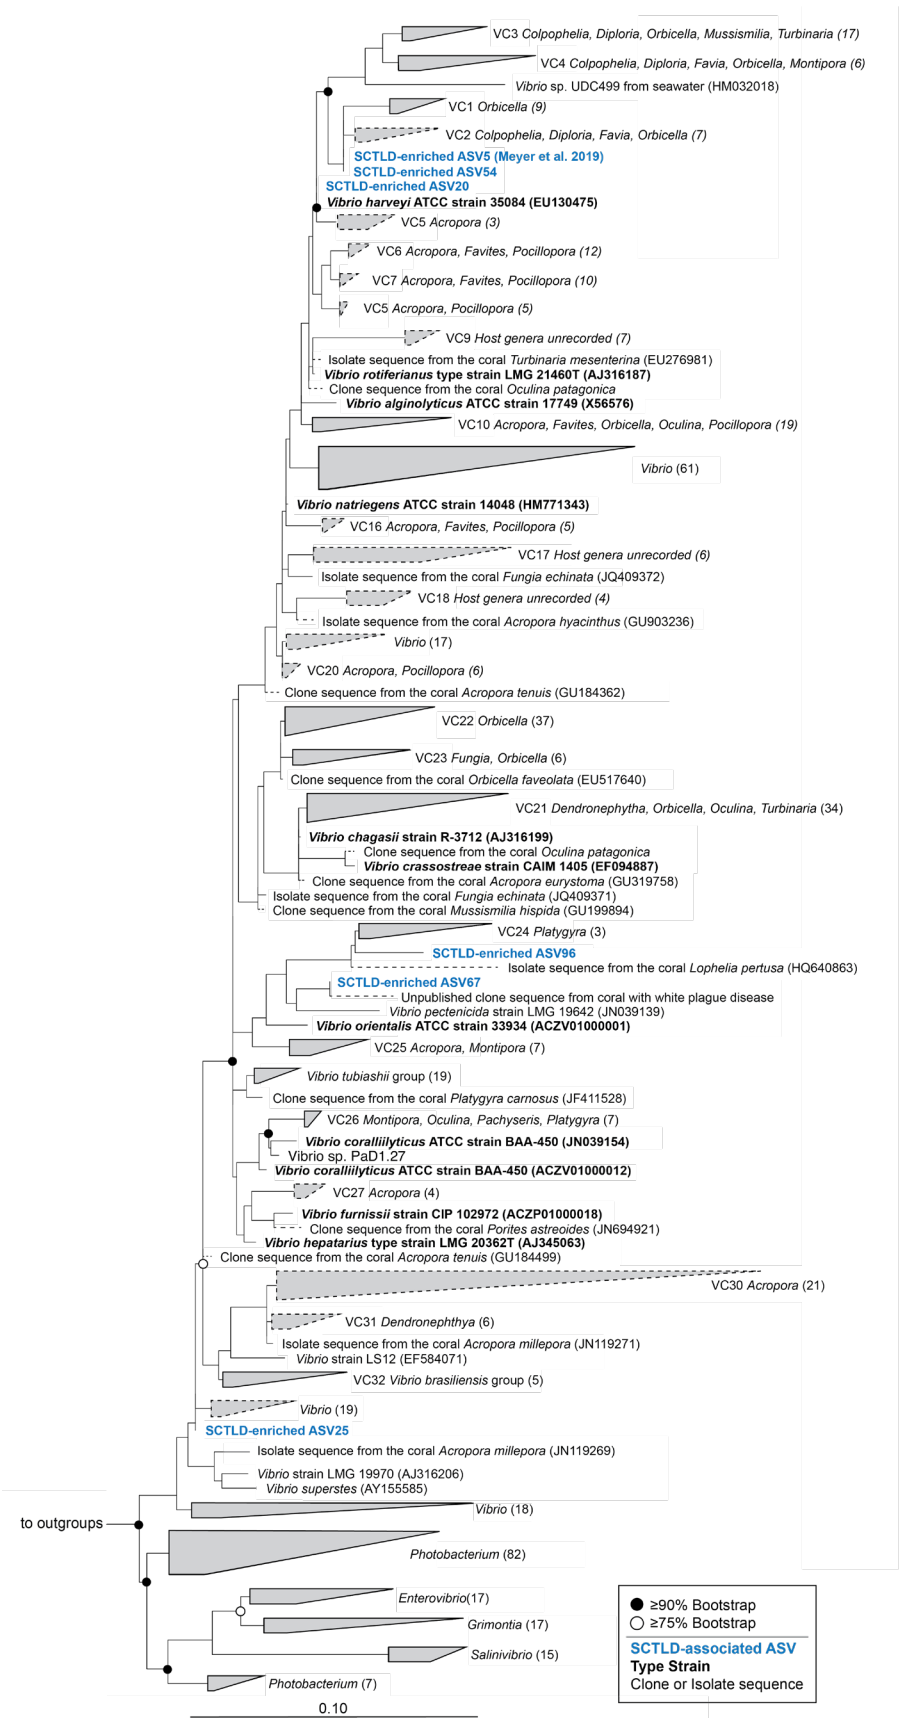 VC3 Colpophelia, Diploria, Orbicella, Mussismilia, Turbinaria (17)
VC4 Colpophelia, Diploria, Favia, Orbicella, Montipora (6)
Vibrio sp. UDC499 from seawater (HM032018)
VC1 Orbicella (9)
VC2 Colpophelia, Diploria, Favia, Orbicella (7)
SCTLD-enriched ASV5 (Meyer et al. 2019)
SCTLD-enriched ASV54
SCTLD-enriched ASV20
Vibrio harveyi ATCC strain 35084 (EU130475)
VC5 Acropora (3)
VC6 Acropora, Favites, Pocillopora (12)
VC7 Acropora, Favites, Pocillopora (10)
VC5 Acropora, Pocillopora (5)
VC9 Host genera unrecorded (7)
Isolate sequence from the coral Turbinaria mesenterina (EU276981)
Vibrio rotiferianus type strain LMG 21460T (AJ316187)
Clone sequence from the coral Oculina patagonica
Vibrio alginolyticus ATCC strain 17749 (X56576)
VC10 Acropora, Favites, Orbicella, Oculina, Pocillopora (19)
Vibrio (61)
Vibrio natriegens ATCC strain 14048 (HM771343)
VC16 Acropora, Favites, Pocillopora (5)
VC17 Host genera unrecorded (6)
Isolate sequence from the coral Fungia echinata (JQ409372)
VC18 Host genera unrecorded (4)
Isolate sequence from the coral Acropora hyacinthus (GU903236)
Vibrio (17)
VC20 Acropora, Pocillopora (6)
Clone sequence from the coral Acropora tenuis (GU184362)
VC22 Orbicella (37)
VC23 Fungia, Orbicella (6)
Clone sequence from the coral Orbicella faveolata (EU517640)
VC21 Dendronephytha, Orbicella, Oculina, Turbinaria (34)
Vibrio chagasii strain R-3712 (AJ316199)
Clone sequence from the coral Oculina patagonica
Vibrio crassostreae strain CAIM 1405 (EF094887)
Clone sequence from the coral Acropora eurystoma (GU319758)
Isolate sequence from the coral Fungia echinata (JQ409371)
Clone sequence from the coral Mussismilia hispida (GU199894)
VC24 Platygyra (3)
SCTLD-enriched ASV96
Isolate sequence from the coral Lophelia pertusa (HQ640863)
SCTLD-enriched ASV67
Unpublished clone sequence from coral with white plague disease
Vibrio pectenicida strain LMG 19642 (JN039139)
Vibrio orientalis ATCC strain 33934 (ACZV01000001)
VC25 Acropora, Montipora (7)
Vibrio tubiashii group (19)
Clone sequence from the coral Platygyra carnosus (JF411528)
VC26 Montipora, Oculina, Pachyseris, Platygyra (7)
Vibrio coralliilyticus ATCC strain BAA-450 (JN039154)
Vibrio sp. PaD1.27
Vibrio coralliilyticus ATCC strain BAA-450 (ACZV01000012)
VC27 Acropora (4)
Vibrio furnissii strain CIP 102972 (ACZP01000018)
Clone sequence from the coral Porites astreoides (JN694921)
Vibrio hepatarius type strain LMG 20362T (AJ345063)
Clone sequence from the coral Acropora tenuis (GU184499)
VC30 Acropora (21)
VC31 Dendronephthya (6)
Isolate sequence from the coral Acropora millepora (JN119271)
Vibrio strain LS12 (EF584071)
VC32 Vibrio brasiliensis group (5)
Vibrio (19)
SCTLD-enriched ASV25
Isolate sequence from the coral Acropora millepora (JN119269)
Vibrio strain LMG 19970 (AJ316206)
Vibrio superstes (AY155585)
Vibrio (18)
to outgroups
Photobacterium (82)
Enterovibrio(17)
Grimontia (17)
Salinivibrio (15)
Photobacterium (7)
0.10
≥90% Bootstrap
≥75% Bootstrap
SCTLD-associated ASV
Type Strain
Clone or Isolate sequence